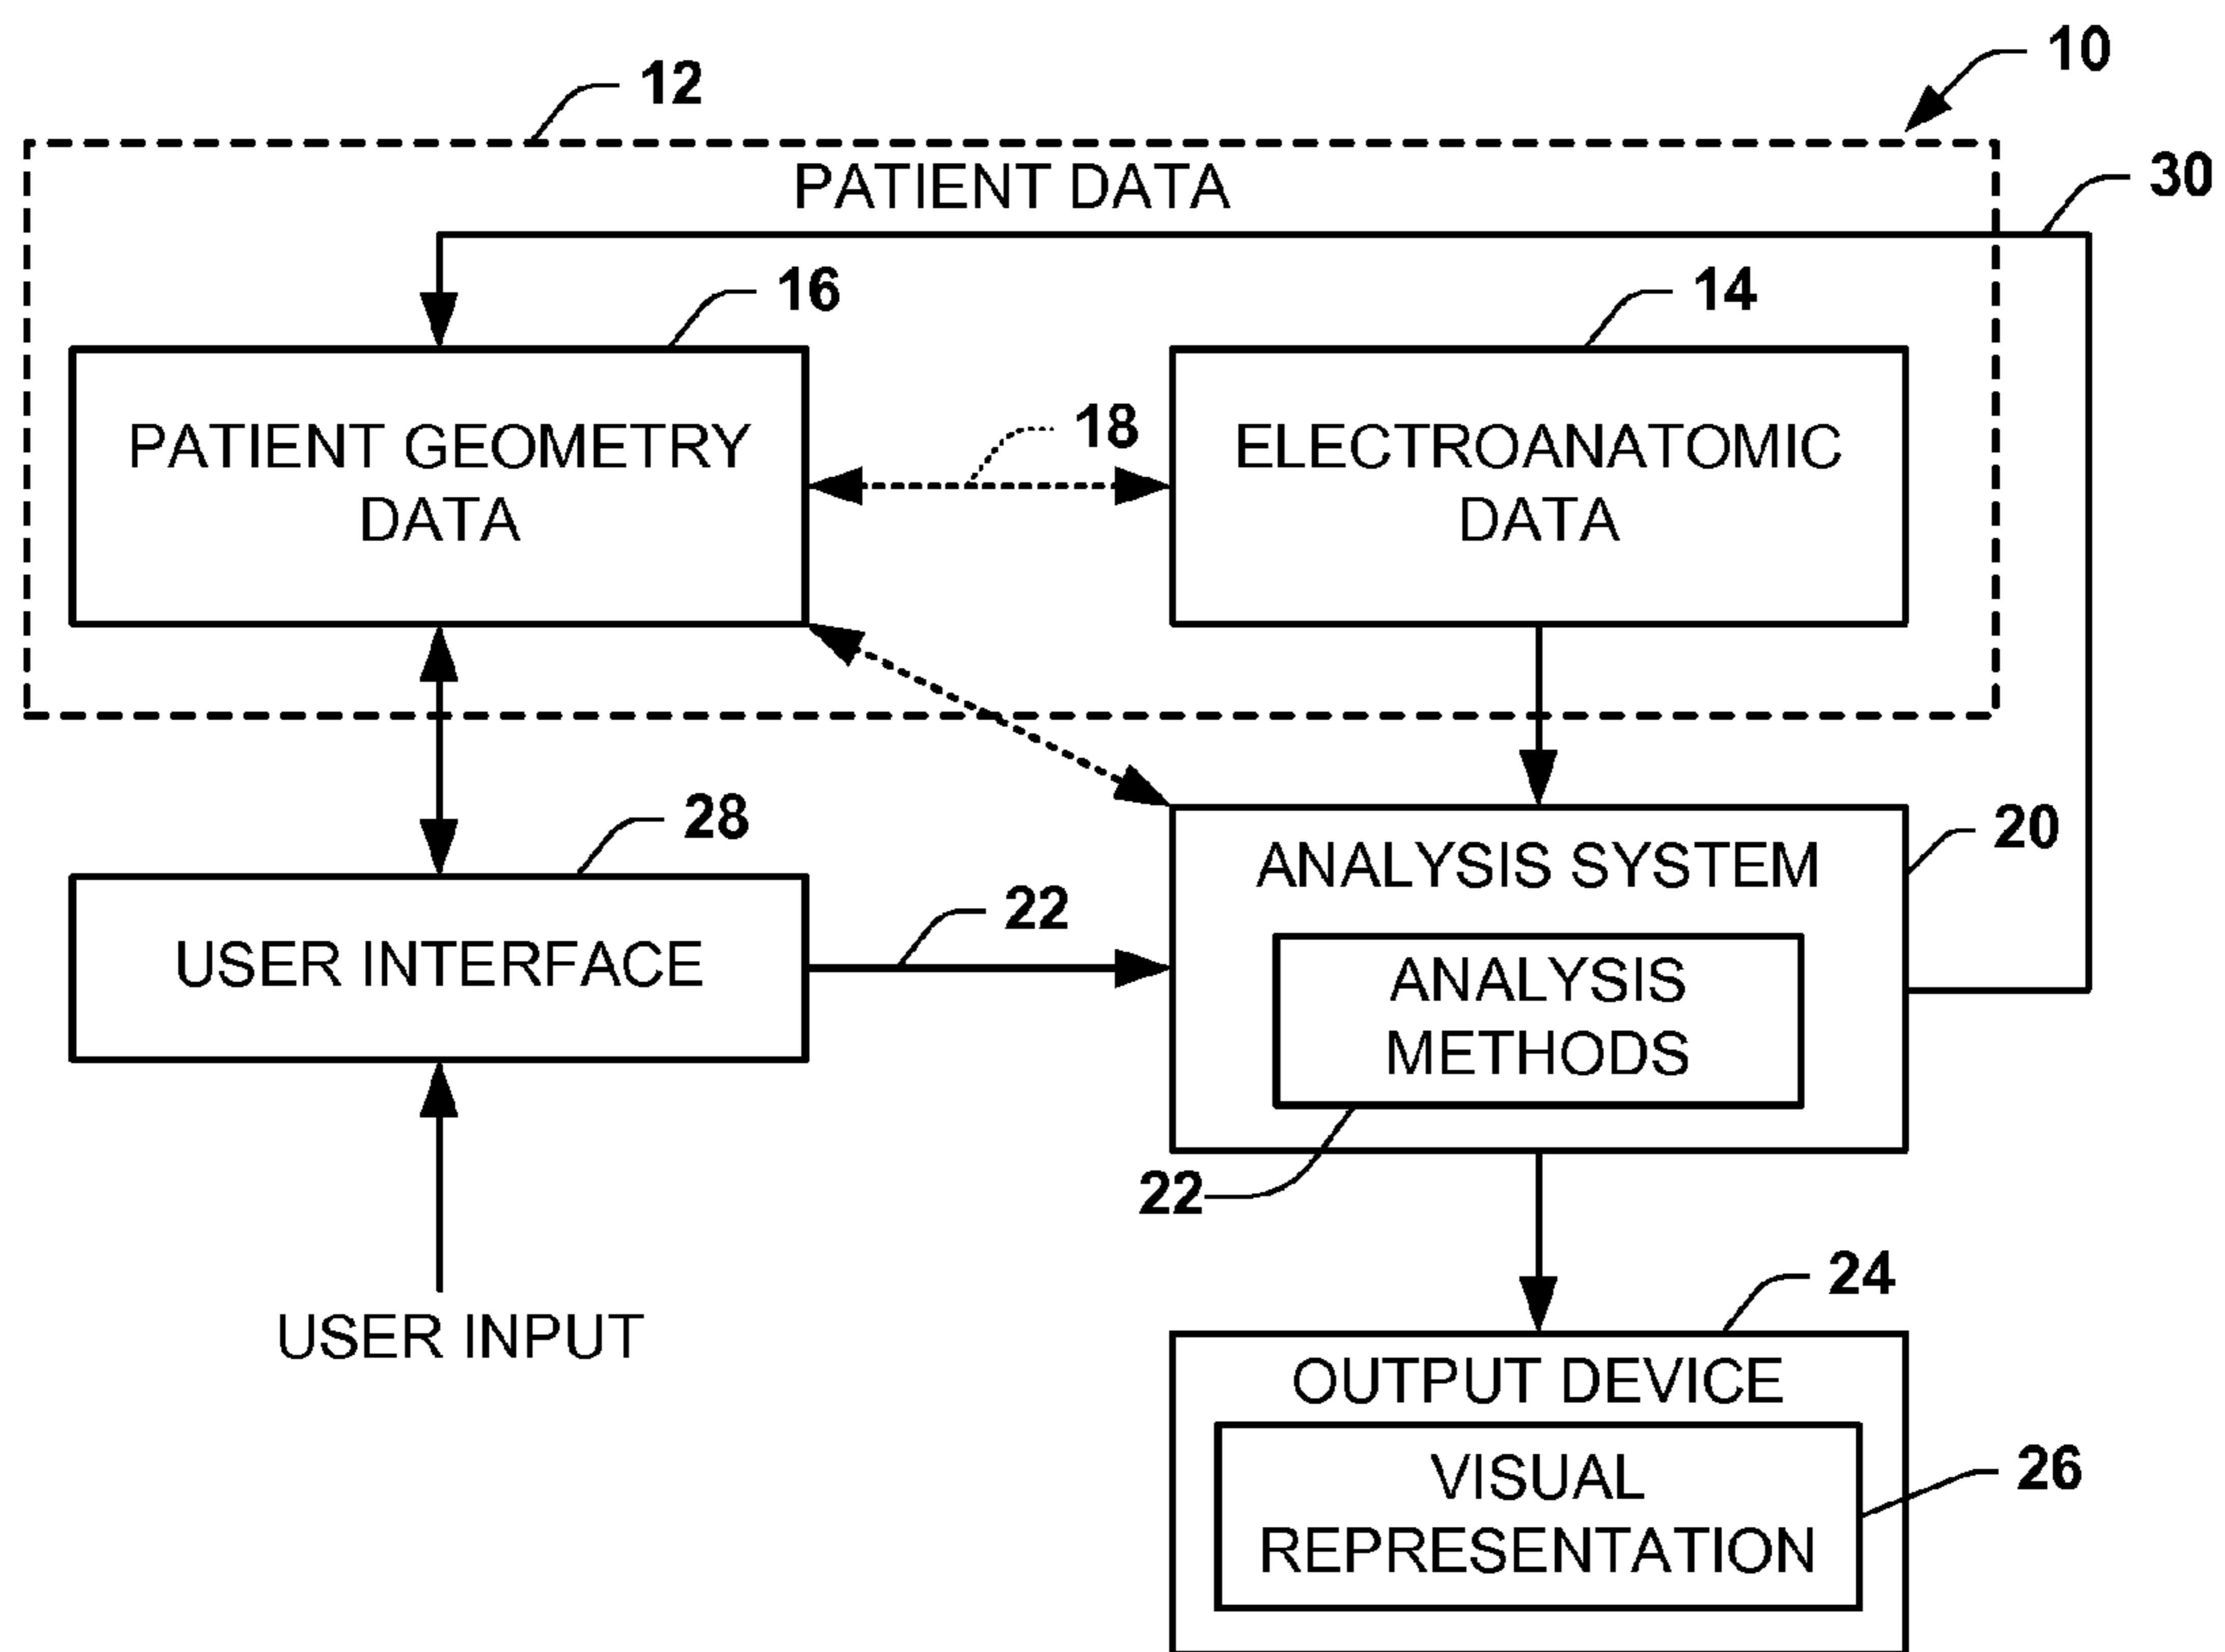 10
12
PATIENT DATA
30
16
14
PATIENT GEOMETRY
DATA
18
ELECTROANATOMIC
DATA
28
22
20
USER INTERFACE
ANALYSIS SYSTEM
ANALYSIS
METHODS
22
USER INPUT
24
OUTPUT DEVICE
VISUAL
REPRESENTATION
26